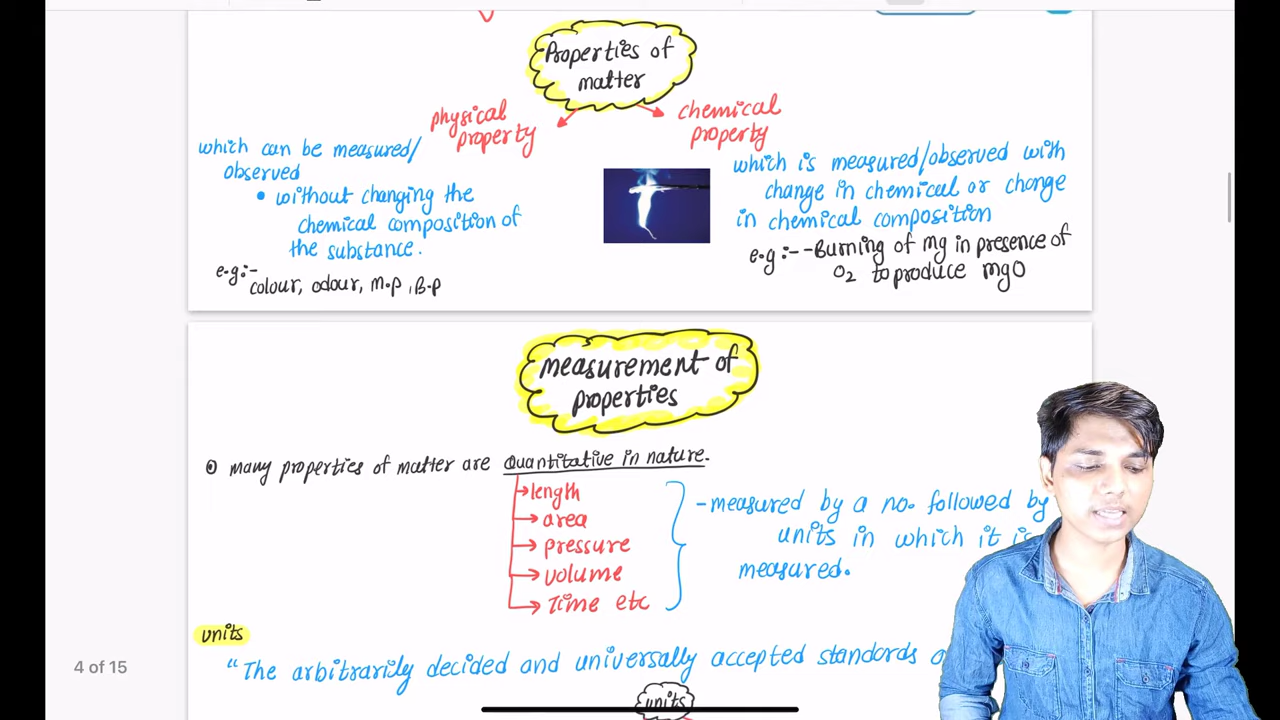 Properties of
matter
physical
property
chemical
property
which can be measured/
observed
• without changing the
chemical composition of
the substance.
e.g:-
colour, odour, M.p, B.p
which is measured/observed with
change in chemical or change
in chemical composition
e.g:--Burning of mg in presence of
O2 to produce mgO
measurement of
properties
many properties of matter are quantitative in nature.
→length
→area
→pressure
→volume
→Time etc
-measured by a no. followed by
units in which it is
measured.
units
"The arbitrarily decided and universally accepted standards
units
4 of 15